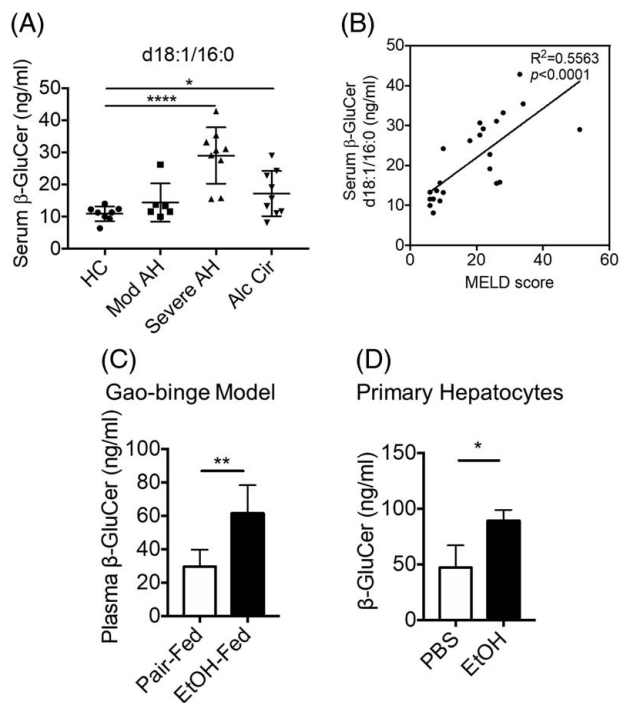 (A)
d18:1/16:0
Serum β-GluCer (ng/ml)
50
40
30
20
10
0
*
****
HC
Mod AH
Severe AH
Alc Cir
(B)
Serum β-GluCer
d18:1/16:0 (ng/ml)
50
40
30
20
10
0
R²=0.5563
p<0.0001
0
20
40
60
MELD score
(C)
Gao-binge Model
Plasma β-GluCer (ng/ml)
100
80
60
40
20
0
**
Pair-Fed
EtOH-Fed
(D)
Primary Hepatocytes
β-GluCer (ng/ml)
150
100
50
0
*
PBS
EtOH